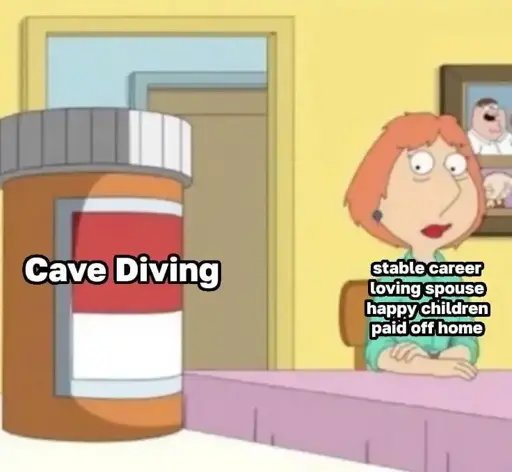 Cave Diving
stable career
loving spouse
happy children
paid off home